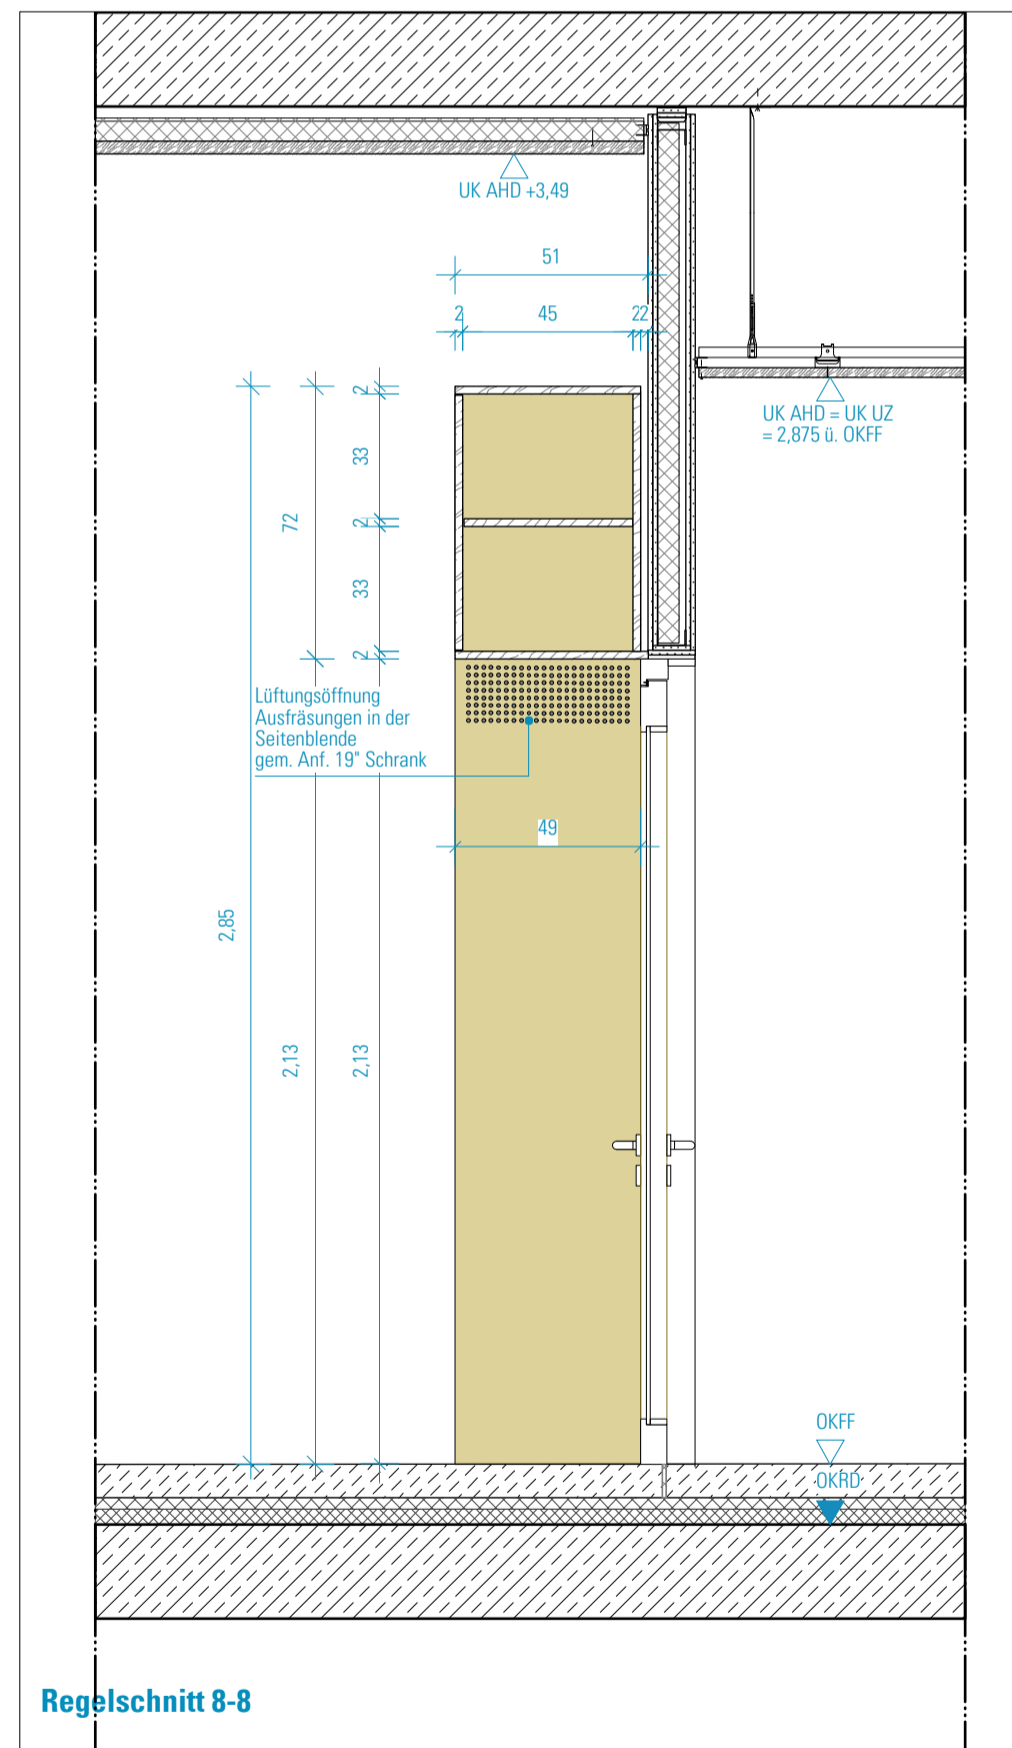 UK AHD +3,49
51
2
45
2
2
UK AHD = UK UZ
= 2,875 ü. OKFF
2
33
72
2
33
2
Lüftungsöffnung
Ausfräsungen in der
Seitenblende
gem. Anf. 19" Schrank
49
2,85
2,13
2,13
OKFF
OKRD
Regelschnitt 8-8